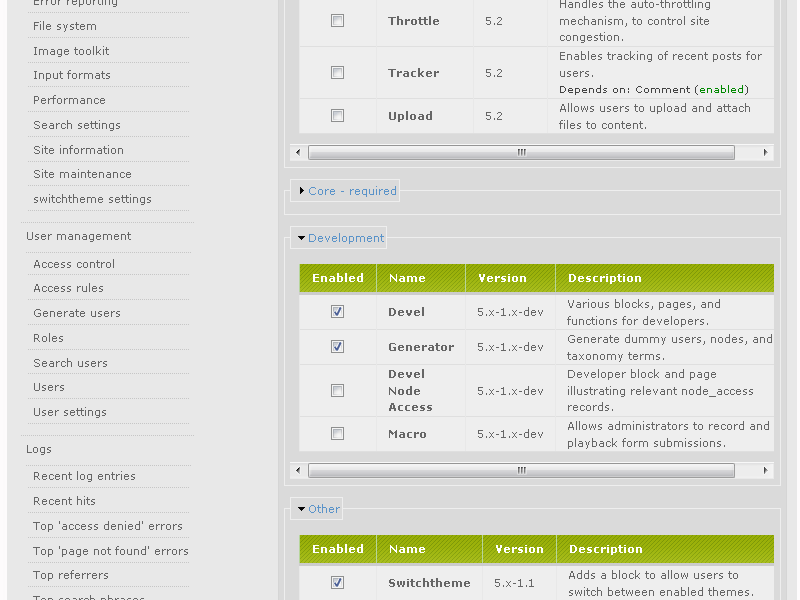 Error reporting
File system
Image toolkit
Input formats
Performance
Search settings
Site information
Site maintenance
switchtheme settings
User management
Access control
Access rules
Generate users
Roles
Search users
Users
User settings
Logs
Recent log entries
Recent hits
Top 'access denied' errors
Top 'page not found' errors
Top referrers
Top search phrases
Handles the auto-throttling
Throttle 5.2 mechanism, to control site
congestion.
Enables tracking of recent posts for
Tracker 5.2 users.
Depends on: Comment (enabled)
Upload 5.2 Allows users to upload and attach
files to content.
Core - required
Development
Enabled Name Version Description
Devel 5.x-1.x-dev Various blocks, pages, and
functions for developers.
Generator 5.x-1.x-dev Generate dummy users, nodes, and
taxonomy terms.
Devel Developer block and page
Node 5.x-1.x-dev illustrating relevant node_access
Access records.
Macro 5.x-1.x-dev Allows administrators to record and
playback form submissions.
Other
Enabled Name Version Description
Switchtheme 5.x-1.1 Adds a block to allow users to
switch between enabled themes.